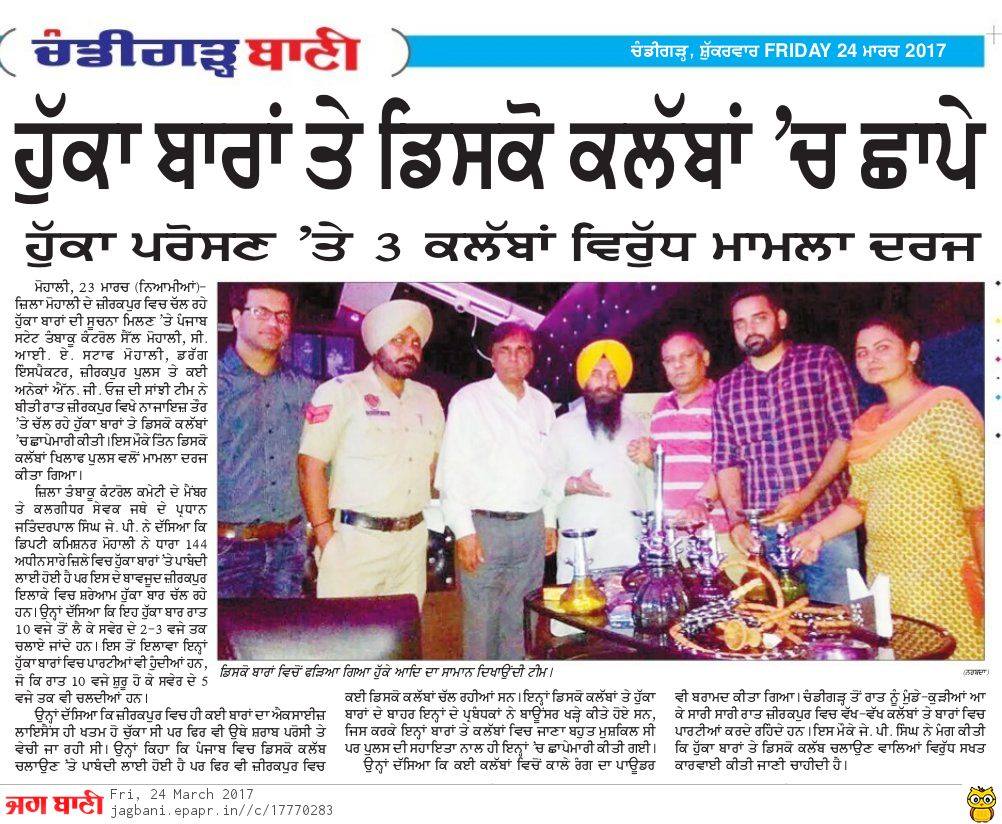 ਚੰਡੀਗੜ੍ਹ ਬਾਣੀ
ਚੰਡੀਗੜ੍ਹ, ਸ਼ੁੱਕਰਵਾਰ FRIDAY 24 ਮਾਰਚ 2017
ਹੁੱਕਾ ਬਾਰਾਂ ਤੇ ਡਿਸਕੋ ਕਲੱਬਾਂ ’ਚ ਛਾਪੇ
ਹੁੱਕਾ ਪਰੋਸਣ ’ਤੇ 3 ਕਲੱਬਾਂ ਵਿਰੁੱਧ ਮਾਮਲਾ ਦਰਜ
ਮੋਹਾਲੀ, 23 ਮਾਰਚ (ਨਿਆਮੀਆਂ)-
ਜ਼ਿਲਾ ਮੋਹਾਲੀ ਦੇ ਜ਼ੀਰਕਪੁਰ ਵਿਚ ਚੱਲ ਰਹੇ
ਹੁੱਕਾ ਬਾਰਾਂ ਦੀ ਸੂਚਨਾ ਮਿਲਣ ’ਤੇ ਪੰਜਾਬ
ਸਟੇਟ ਤੰਬਾਕੂ ਕੰਟਰੋਲ ਸੈੱਲ ਮੋਹਾਲੀ, ਸੀ.
ਆਈ. ਏ. ਸਟਾਫ ਮੋਹਾਲੀ, ਡਰੱਗ
ਇੰਸਪੈਕਟਰ, ਜ਼ੀਰਕਪੁਰ ਪੁਲਸ ਤੇ ਕਈ
ਅਨੇਕਾਂ ਐੱਨ. ਜੀ. ਓਜ਼ ਦੀ ਸਾਂਝੀ ਟੀਮ ਨੇ
ਬੀਤੀ ਰਾਤ ਜ਼ੀਰਕਪੁਰ ਵਿਖੇ ਨਾਜਾਇਜ਼ ਤੌਰ
’ਤੇ ਚੱਲ ਰਹੇ ਹੁੱਕਾ ਬਾਰਾਂ ਤੇ ਡਿਸਕੋ ਕਲੱਬਾਂ
’ਚ ਛਾਪੇਮਾਰੀ ਕੀਤੀ। ਇਸ ਮੌਕੇ ਤਿੰਨ ਡਿਸਕੋ
ਕਲੱਬਾਂ ਖਿਲਾਫ ਪੁਲਸ ਵਲੋਂ ਮਾਮਲਾ ਦਰਜ
ਕੀਤਾ ਗਿਆ।
ਜ਼ਿਲਾ ਤੰਬਾਕੂ ਕੰਟਰੋਲ ਕਮੇਟੀ ਦੇ ਮੈਂਬਰ
ਤੇ ਕਲਗੀਧਰ ਸੇਵਕ ਜਥੇ ਦੇ ਪ੍ਰਧਾਨ
ਜਤਿੰਦਰਪਾਲ ਸਿੰਘ ਜੇ. ਪੀ. ਨੇ ਦੱਸਿਆ ਕਿ
ਡਿਪਟੀ ਕਮਿਸ਼ਨਰ ਮੋਹਾਲੀ ਨੇ ਧਾਰਾ 144
ਅਧੀਨ ਸਾਰੇ ਜ਼ਿਲੇ ਵਿਚ ਹੁੱਕਾ ਬਾਰਾਂ ’ਤੇ ਪਾਬੰਦੀ
ਲਾਈ ਹੋਈ ਹੈ ਪਰ ਇਸ ਦੇ ਬਾਵਜੂਦ ਜ਼ੀਰਕਪੁਰ
ਇਲਾਕੇ ਵਿਚ ਸ਼ਰੇਆਮ ਹੁੱਕਾ ਬਾਰ ਚੱਲ ਰਹੇ
ਹਨ। ਉਨ੍ਹਾਂ ਦੱਸਿਆ ਕਿ ਇਹ ਹੁੱਕਾ ਬਾਰ ਰਾਤ
10 ਵਜੇ ਤੋਂ ਲੈ ਕੇ ਸਵੇਰ ਦੇ 2-3 ਵਜੇ ਤਕ
ਚਲਾਏ ਜਾਂਦੇ ਹਨ। ਇਸ ਤੋਂ ਇਲਾਵਾ ਇਨ੍ਹਾਂ
ਹੁੱਕਾ ਬਾਰਾਂ ਵਿਚ ਪਾਰਟੀਆਂ ਵੀ ਹੁੰਦੀਆਂ ਹਨ,
ਜੋ ਕਿ ਰਾਤ 10 ਵਜੇ ਸ਼ੁਰੂ ਹੋ ਕੇ ਸਵੇਰ ਦੇ 5
ਵਜੇ ਤਕ ਵੀ ਚਲਦੀਆਂ ਹਨ।
ਉਨ੍ਹਾਂ ਦੱਸਿਆ ਕਿ ਜ਼ੀਰਕਪੁਰ ਵਿਚ ਹੀ ਕਈ ਬਾਰਾਂ ਦਾ ਐਕਸਾਈਜ਼
ਲਾਇਸੈਂਸ ਹੀ ਖਤਮ ਹੋ ਚੁੱਕਾ ਸੀ ਪਰ ਫਿਰ ਵੀ ਉਥੇ ਸ਼ਰਾਬ ਪਰੋਸੀ ਤੇ
ਵੇਚੀ ਜਾ ਰਹੀ ਸੀ। ਉਨ੍ਹਾਂ ਕਿਹਾ ਕਿ ਪੰਜਾਬ ਵਿਚ ਡਿਸਕੋ ਕਲੱਬ
ਚਲਾਉਣ ’ਤੇ ਪਾਬੰਦੀ ਲਾਈ ਹੋਈ ਹੈ ਪਰ ਫਿਰ ਵੀ ਜ਼ੀਰਕਪੁਰ ਵਿਚ
ਡਿਸਕੋ ਬਾਰਾਂ ਵਿਚੋਂ ਫੜਿਆ ਗਿਆ ਹੁੱਕੇ ਆਦਿ ਦਾ ਸਾਮਾਨ ਦਿਖਾਉਂਦੀ ਟੀਮ।
(ਨਰਬਦਾ)
ਕਈ ਡਿਸਕੋ ਕਲੱਬਾਂ ਚੱਲ ਰਹੀਆਂ ਸਨ। ਇਨ੍ਹਾਂ ਡਿਸਕੋ ਕਲੱਬਾਂ ਤੇ ਹੁੱਕਾ
ਬਾਰਾਂ ਦੇ ਬਾਹਰ ਇਨ੍ਹਾਂ ਦੇ ਪ੍ਰਬੰਧਕਾਂ ਨੇ ਬਾਊਂਸਰ ਖੜ੍ਹੇ ਕੀਤੇ ਹੋਏ ਸਨ,
ਜਿਸ ਕਰਕੇ ਇਨ੍ਹਾਂ ਬਾਰਾਂ ਤੇ ਕਲੱਬਾਂ ਵਿਚ ਜਾਣਾ ਬਹੁਤ ਮੁਸ਼ਕਿਲ ਸੀ
ਪਰ ਪੁਲਸ ਦੀ ਸਹਾਇਤਾ ਨਾਲ ਹੀ ਇਨ੍ਹਾਂ ’ਚ ਛਾਪੇਮਾਰੀ ਕੀਤੀ ਗਈ।
ਉਨ੍ਹਾਂ ਦੱਸਿਆ ਕਿ ਕਈ ਕਲੱਬਾਂ ਵਿਚੋਂ ਕਾਲੇ ਰੰਗ ਦਾ ਪਾਊਡਰ
ਵੀ ਬਰਾਮਦ ਕੀਤਾ ਗਿਆ। ਚੰਡੀਗੜ੍ਹ ਤੋਂ ਰਾਤ ਨੂੰ ਮੁੰਡੇ-ਕੁੜੀਆਂ ਆ
ਕੇ ਸਾਰੀ ਸਾਰੀ ਰਾਤ ਜ਼ੀਰਕਪੁਰ ਵਿਚ ਵੱਖ-ਵੱਖ ਕਲੱਬਾਂ ਤੇ ਬਾਰਾਂ ਵਿਚ
ਪਾਰਟੀਆਂ ਕਰਦੇ ਰਹਿੰਦੇ ਹਨ। ਇਸ ਮੌਕੇ ਜੇ. ਪੀ. ਸਿੰਘ ਨੇ ਮੰਗ ਕੀਤੀ
ਕਿ ਹੁੱਕਾ ਬਾਰਾਂ ਤੇ ਡਿਸਕੋ ਕਲੱਬ ਚਲਾਉਣ ਵਾਲਿਆਂ ਵਿਰੁੱਧ ਸਖਤ
ਕਾਰਵਾਈ ਕੀਤੀ ਜਾਣੀ ਚਾਹੀਦੀ ਹੈ।
ਜਗ ਬਾਣੀ
Fri, 24 March 2017
jagbani.epapr.in//c/17770283